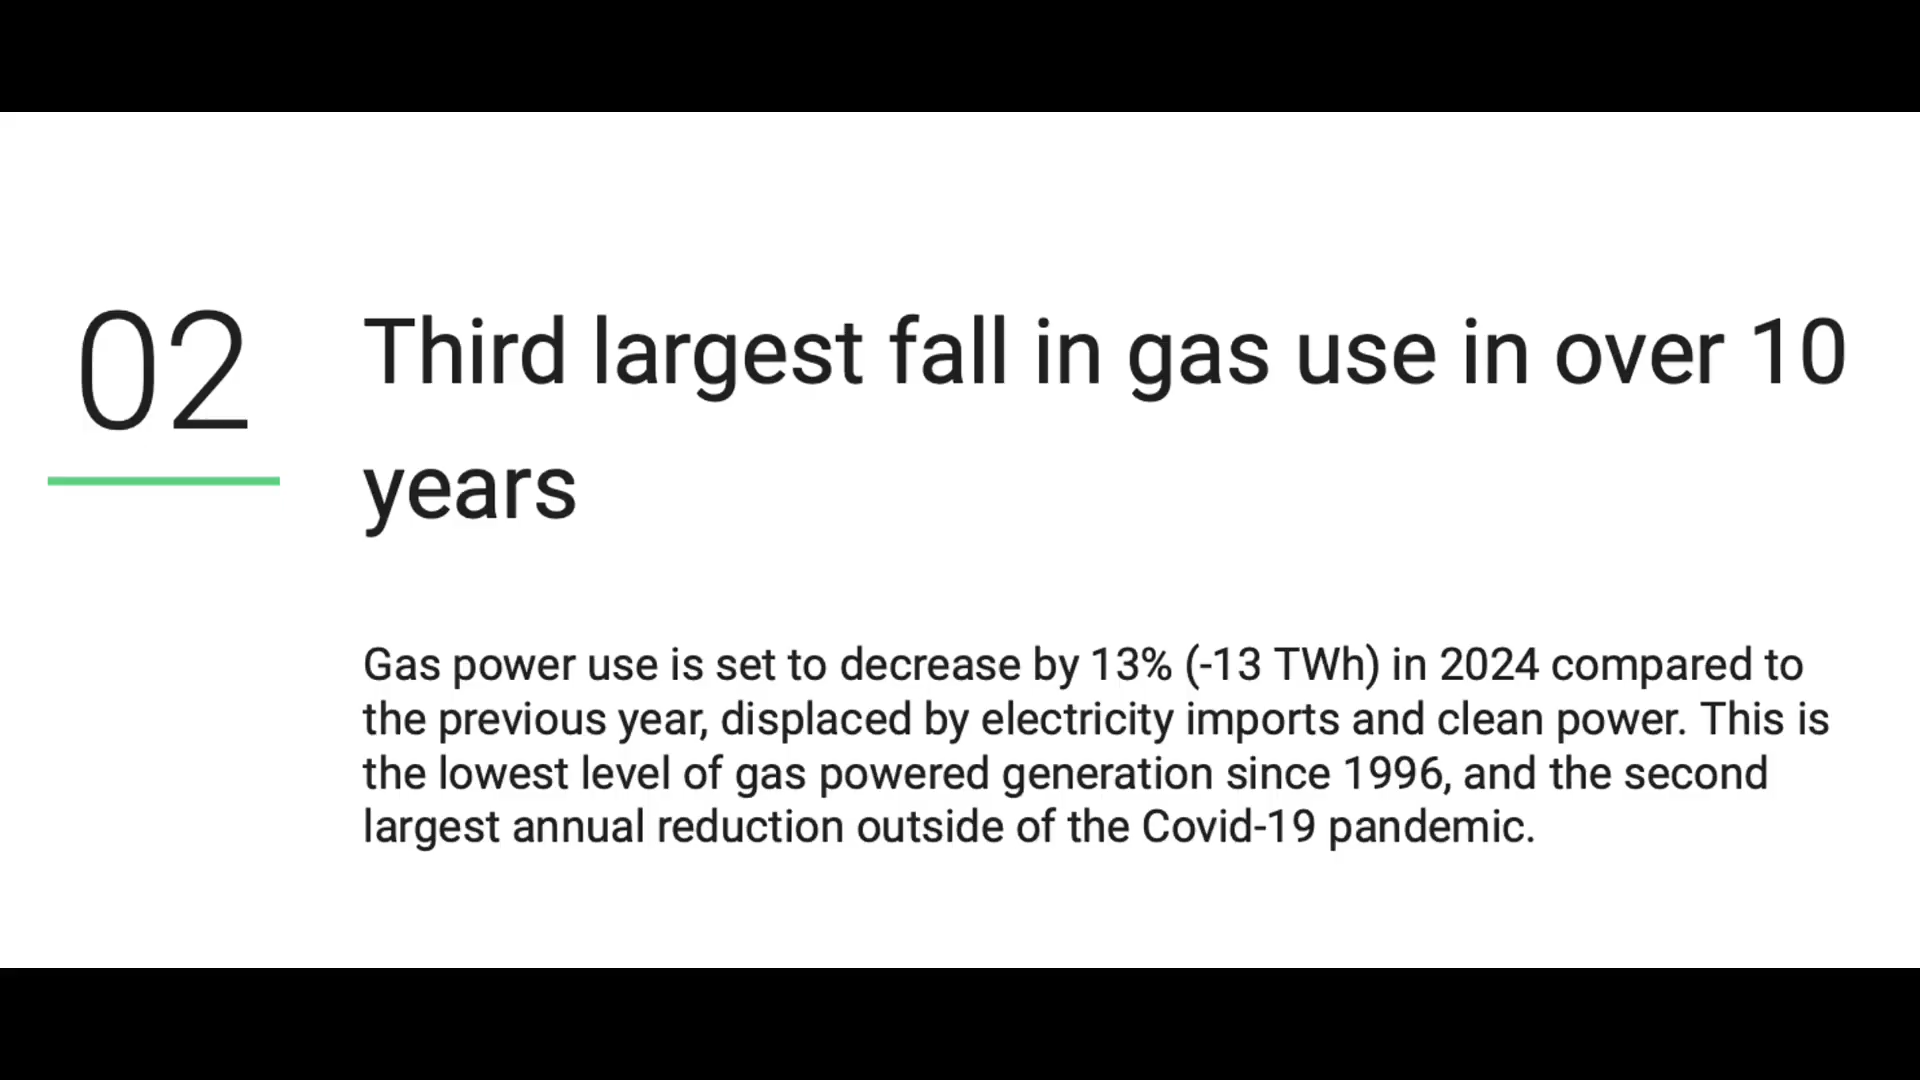 02
Third largest fall in gas use in over 10
years
Gas power use is set to decrease by 13% (-13 TWh) in 2024 compared to
the previous year, displaced by electricity imports and clean power. This is
the lowest level of gas powered generation since 1996, and the second
largest annual reduction outside of the Covid-19 pandemic.